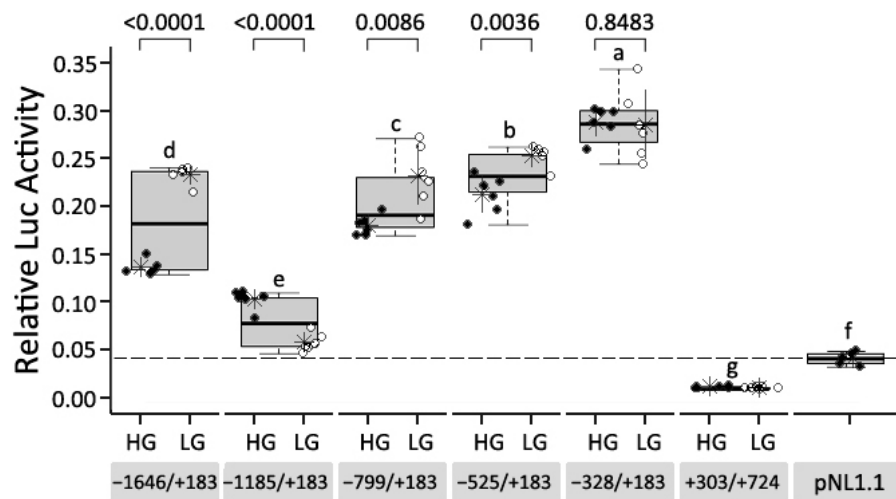 <0.0001 <0.0001 0.0086 0.0036 0.8483
Relative Luc Activity
0.35
0.30
0.25
0.20
0.15
0.10
0.05
0.00
d e c b a g f
HG LG HG LG HG LG HG LG HG LG HG LG
−1646/+183 −1185/+183 −799/+183 −525/+183 −328/+183 +303/+724 pNL1.1